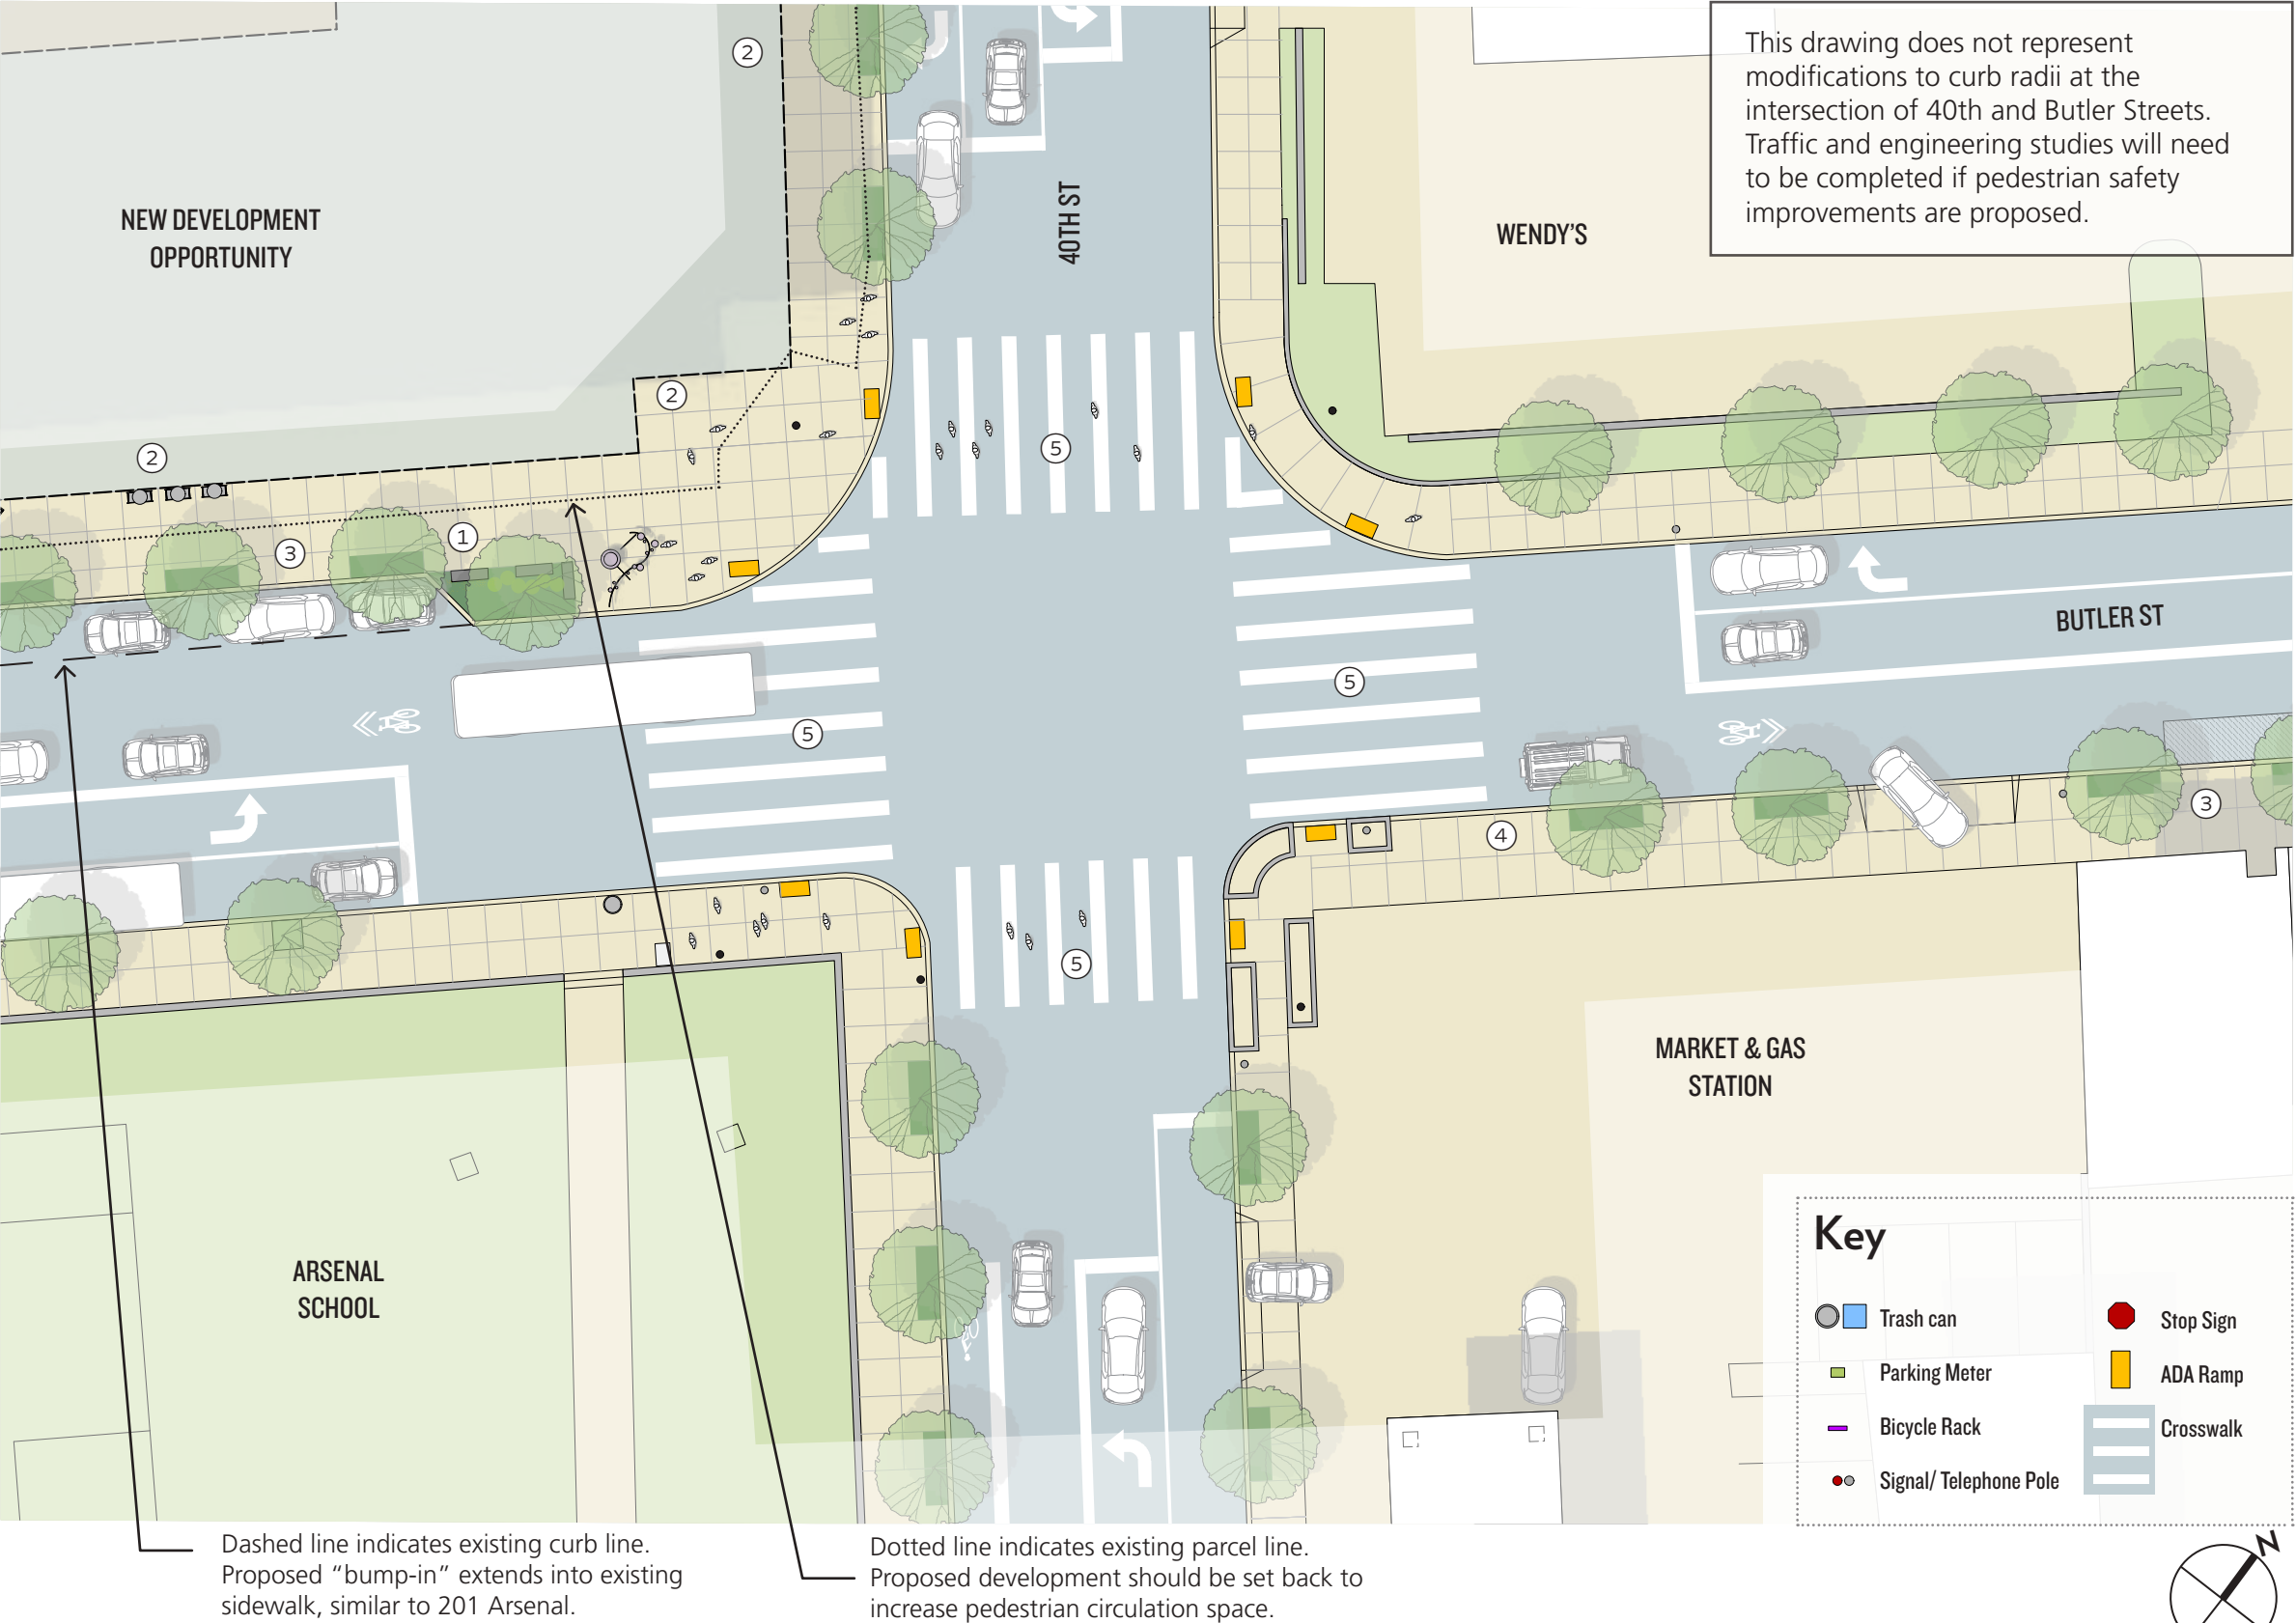 This drawing does not represent
modifications to curb radii at the
intersection of 40th and Butler Streets.
Traffic and engineering studies will need
to be completed if pedestrian safety
improvements are proposed.
2
NEW DEVELOPMENT
OPPORTUNITY
40TH ST
WENDY'S
2
2
5
1
3
BUTLER ST
5
5
3
4
5
MARKET & GAS
STATION
ARSENAL
SCHOOL
Key
Trash can
Stop Sign
Parking Meter
ADA Ramp
Bicycle Rack
Crosswalk
Signal/ Telephone Pole
Dashed line indicates existing curb line.
Proposed “bump-in” extends into existing
sidewalk, similar to 201 Arsenal.
Dotted line indicates existing parcel line.
Proposed development should be set back to
increase pedestrian circulation space.
N